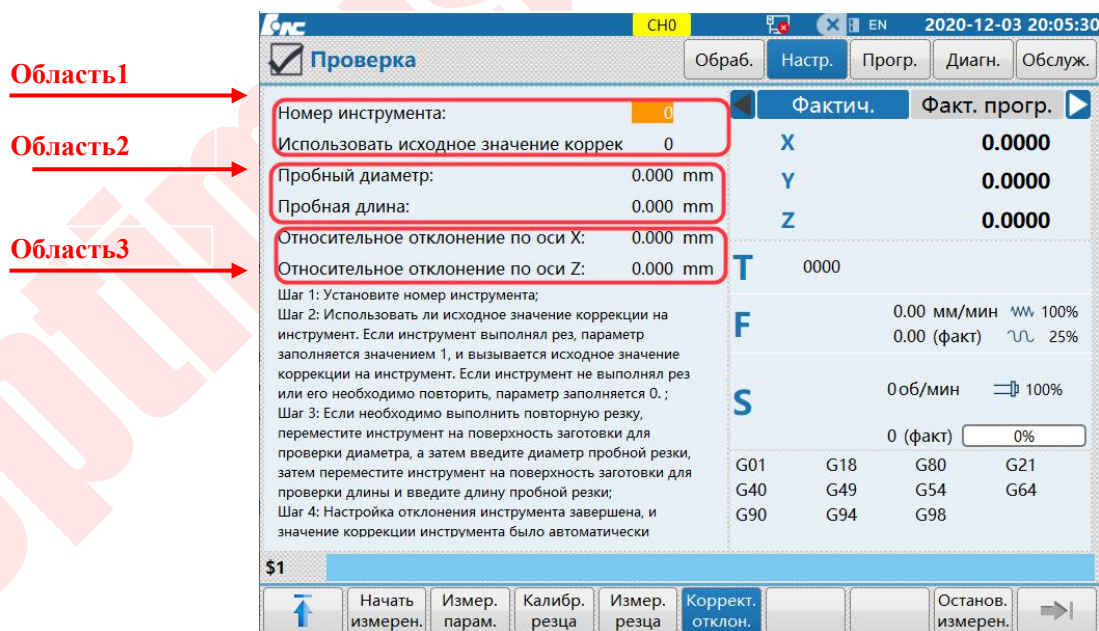 Область1
Область2
Область3
CH0
EN
2020-12-03 20:05:30
Проверка
Обраб.
Настр.
Прогр.
Диагн.
Обслуж.
Номер инструмента: 0
Использовать исходное значение коррек 0
Пробный диаметр: 0.000 mm
Пробная длина: 0.000 mm
Относительное отклонение по оси X: 0.000 mm
Относительное отклонение по оси Z: 0.000 mm
Шаг 1: Установите номер инструмента;
Шаг 2: Использовать ли исходное значение коррекции на
инструмент. Если инструмент выполнял рез, параметр
заполняется значением 1, и вызывается исходное значение
коррекции на инструмент. Если инструмент не выполнял рез
или его необходимо повторить, параметр заполняется 0. ;
Шаг 3: Если необходимо выполнить повторную резку,
переместите инструмент на поверхность заготовки для
проверки диаметра, а затем введите диаметр пробной резки,
затем переместите инструмент на поверхность заготовки для
проверки длины и введите длину пробной резки;
Шаг 4: Настройка отклонения инструмента завершена, и
значение коррекции инструмента было автоматически
Фактич.
Факт. прогр.
X 0.0000
Y 0.0000
Z 0.0000
T 0000
F 0.00 мм/мин 100%
0.00 (факт) 25%
S 0 об/мин 100%
0 (факт) 0%
G01 G18 G80 G21
G40 G49 G54 G64
G90 G94 G98
$1
Начать
измерен.
Измер.
парам.
Калибр.
резца
Измер.
резца
Коррект.
отклон.
Останов.
измерен.